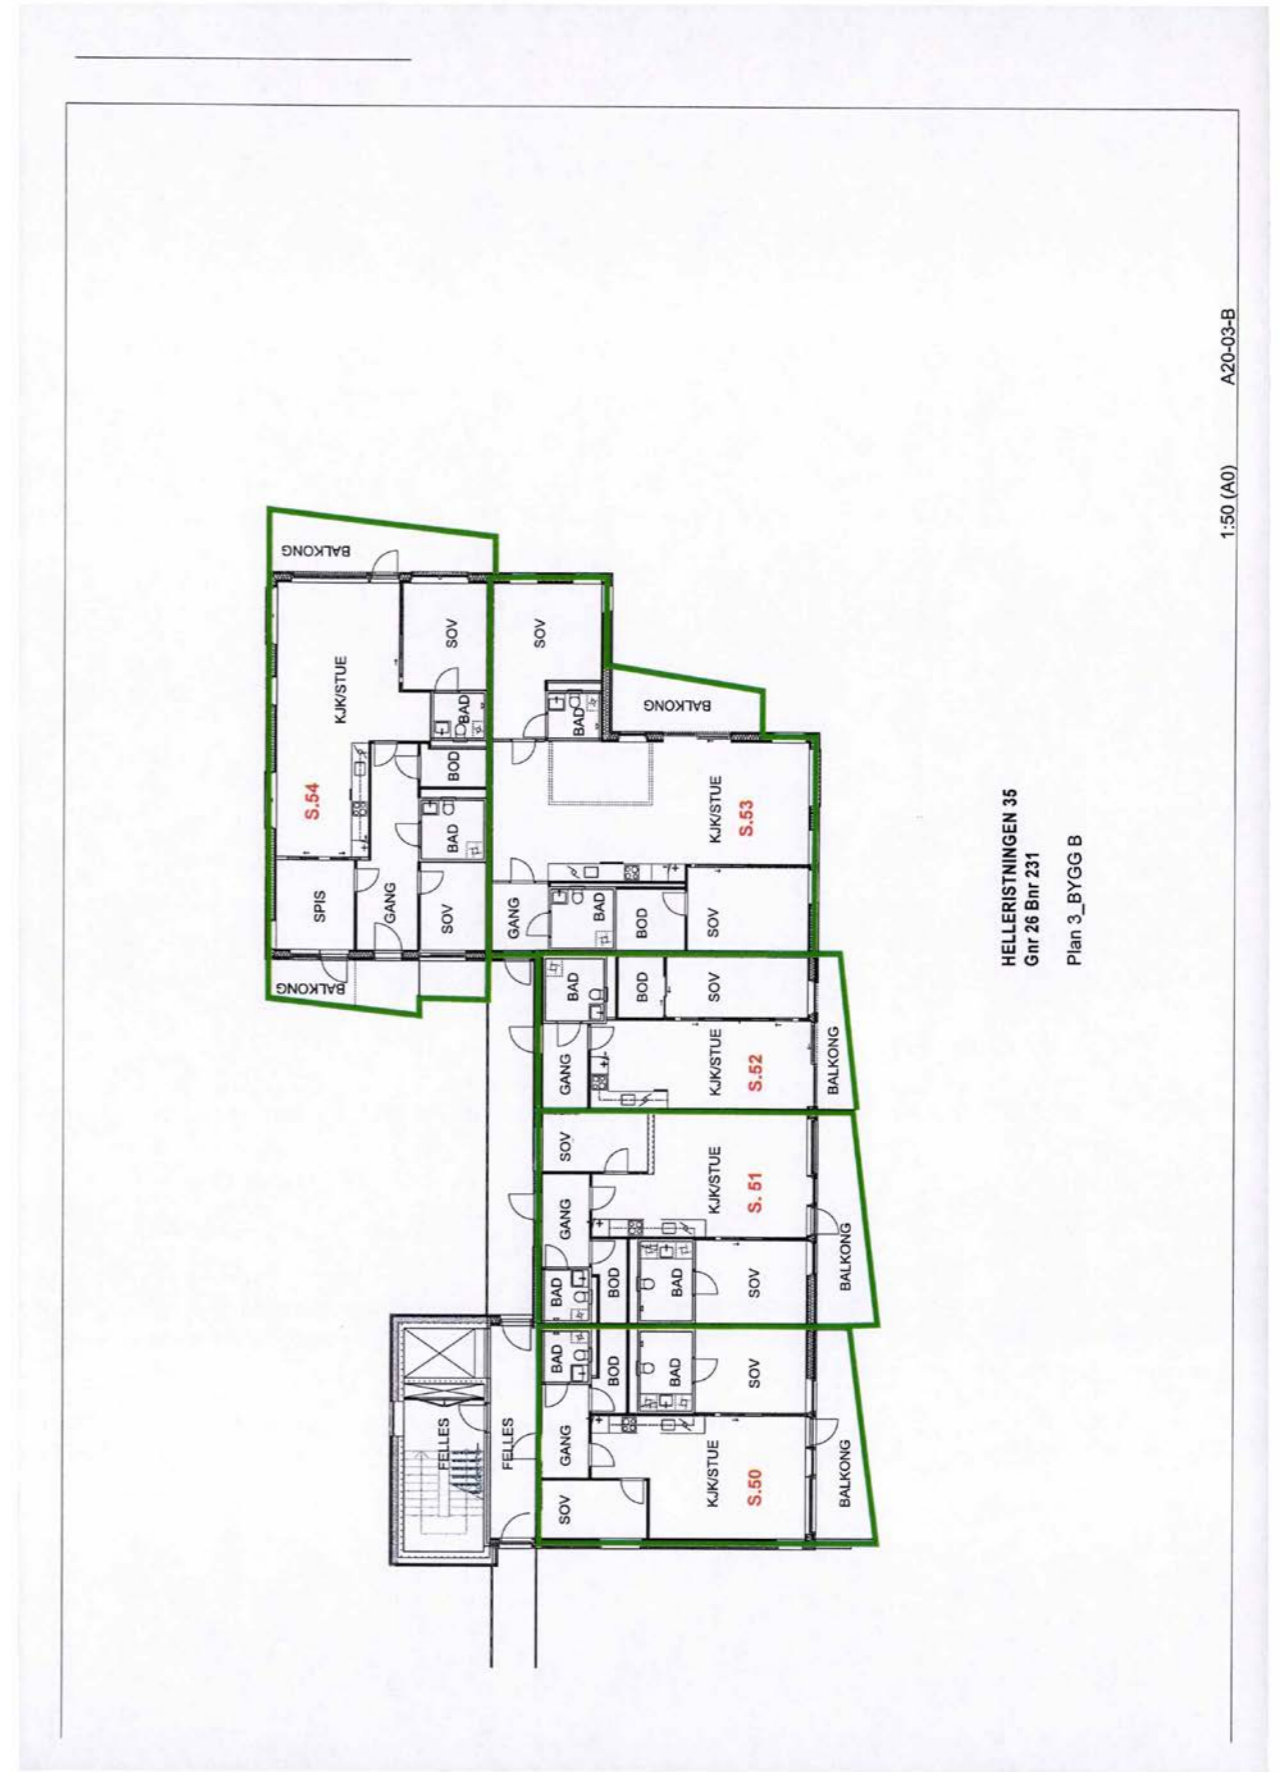 BALKONG
KJK/STUE
SOV
BAD
BOD
S.54
BAD
SPIS
GANG
SOV
BALKONG
SOV
BAD
BALKONG
KJK/STUE
S.53
GANG
BAD
BOD
SOV
BAD
BOD
SOV
GANG
KJK/STUE
S.52
BALKONG
SOV
KJK/STUE
S. 51
GANG
BAD
BOD
BAD
SOV
BALKONG
BAD
BOD
BAD
SOV
GANG
KJK/STUE
S.50
SOV
BALKONG
FELLES
FELLES
HELLERISTNINGEN 35
Gnr 26 Bnr 231
Plan 3_BYGG B
1:50 (A0) A20-03-B